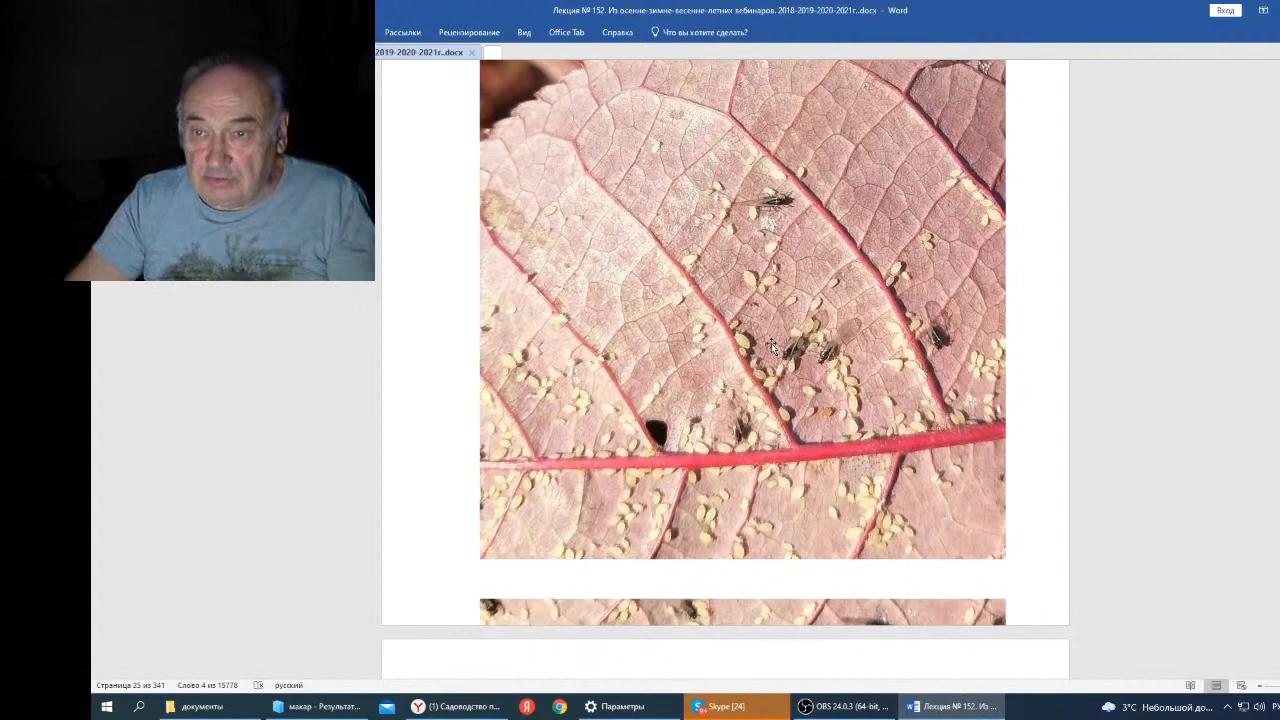 Лекция № 152. Из осенне-зимне-весенне-летних вебинаров. 2018-2019-2020-2021г..docx - Word
Вход
Рассылки Рецензирование Вид Office Tab Справка Что вы хотите сделать?
2019-2020-2021г..docx
Страница 25 из 341 Слово 4 из 15778 русский
документы макар - Результат... (1) Садоводство п... Параметры Skype [24] OBS 24.0.3 (64-bit, ... Лекция № 152. Из ... 3°C Небольшой до...